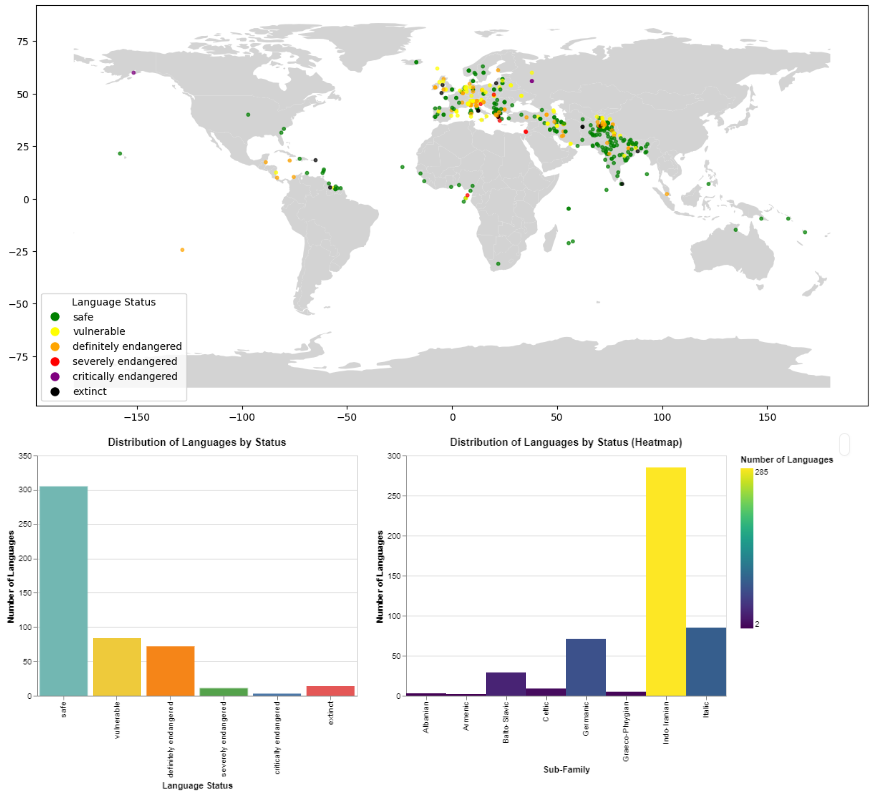 75
50
25
0
−25
−50
−75
Language Status
safe
vulnerable
definitely endangered
severely endangered
critically endangered
extinct
−150
−100
−50
0
50
100
150
Distribution of Languages by Status
350
300
250
200
150
100
50
0
Number of Languages
safe
vulnerable
definitely endangered
severely endangered
critically endangered
extinct
Language Status
Distribution of Languages by Status (Heatmap)
300
250
200
150
100
50
0
Number of Languages
Albanian
Armenic
Balto-Slavic
Celtic
Germanic
Graeco-Phrygian
Indo-Iranian
Italic
Sub-Family
Number of Languages
285
2